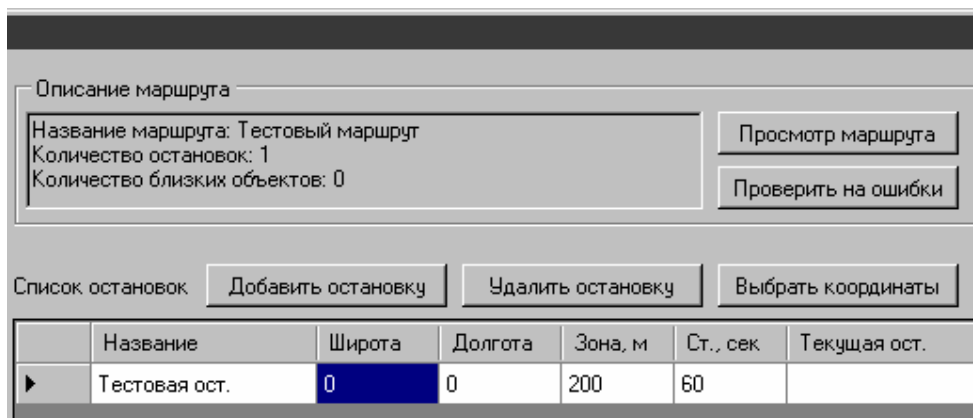 Описание маршрута
Название маршрута: Тестовый маршрут
Количество остановок: 1
Количество близких объектов: 0
Просмотр маршрута
Проверить на ошибки
Список остановок Добавить остановку Удалить остановку Выбрать координаты
Название Широта Долгота Зона, м Ст., сек Текущая ост.
Тестовая ост. 0 0 200 60